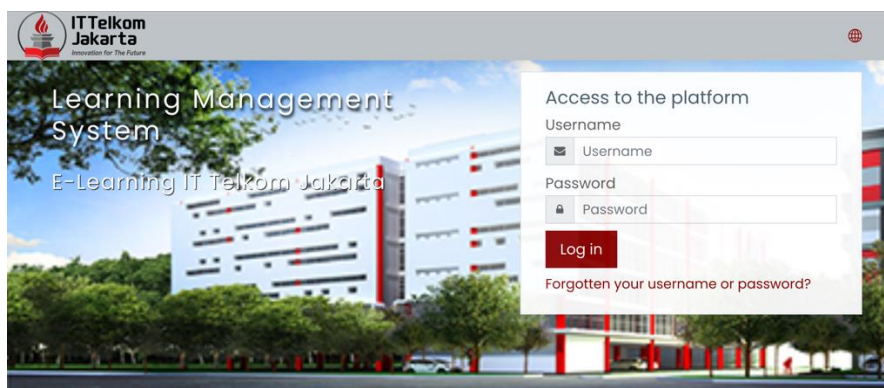 ITTelkom
Jakarta
Innovation for The Future
Learning Management
System
E-Learning IT Telkom Jakarta
Access to the platform
Username
Username
Password
Password
Log in
Forgotten your username or password?